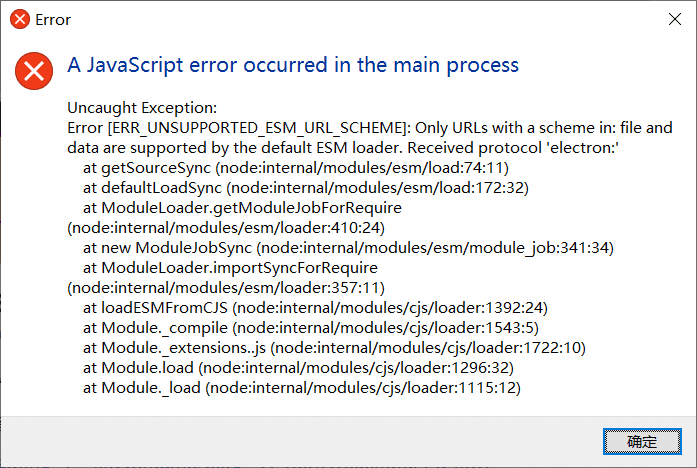 Error
A JavaScript error occurred in the main process
Uncaught Exception:
Error [ERR_UNSUPPORTED_ESM_URL_SCHEME]: Only URLs with a scheme in: file and
data are supported by the default ESM loader. Received protocol 'electron:'
at getSourceSync (node:internal/modules/esm/load:74:11)
at defaultLoadSync (node:internal/modules/esm/load:172:32)
at ModuleLoader.getModuleJobForRequire
(node:internal/modules/esm/loader:410:24)
at new ModuleJobSync (node:internal/modules/esm/module_job:341:34)
at ModuleLoader.importSyncForRequire
(node:internal/modules/esm/loader:357:11)
at loadESMFromCJS (node:internal/modules/cjs/loader:1392:24)
at Module._compile (node:internal/modules/cjs/loader:1543:5)
at Module._extensions..js (node:internal/modules/cjs/loader:1722:10)
at Module.load (node:internal/modules/cjs/loader:1296:32)
at Module._load (node:internal/modules/cjs/loader:1115:12)
确定